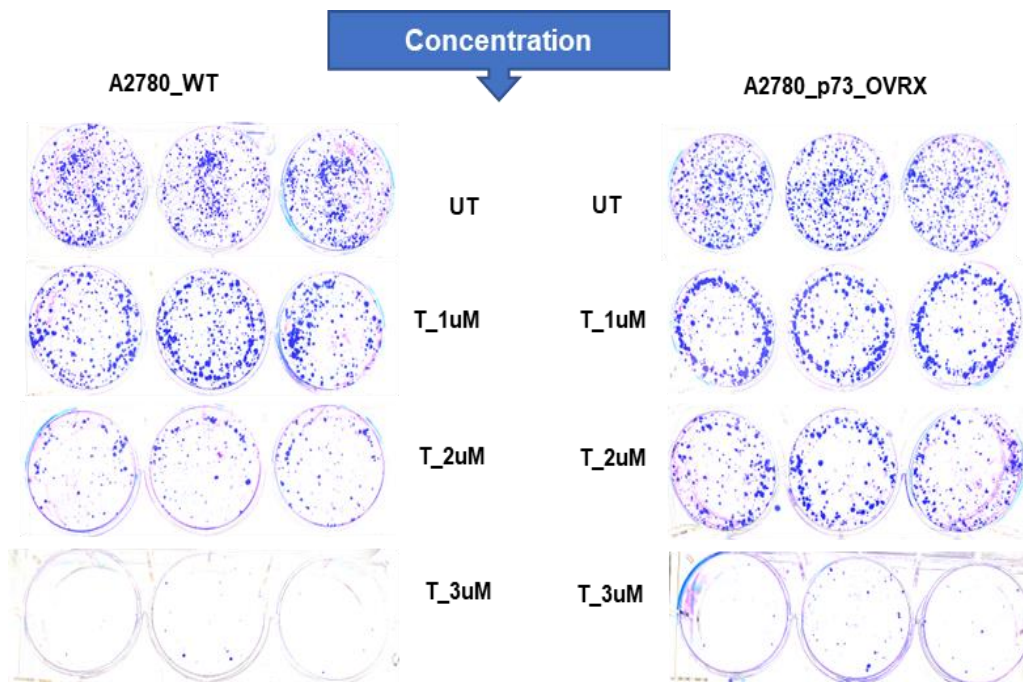 Concentration
A2780_WT
A2780_p73_OVRX
UT
UT
T_1uM
T_1uM
T_2uM
T_2uM
T_3uM
T_3uM